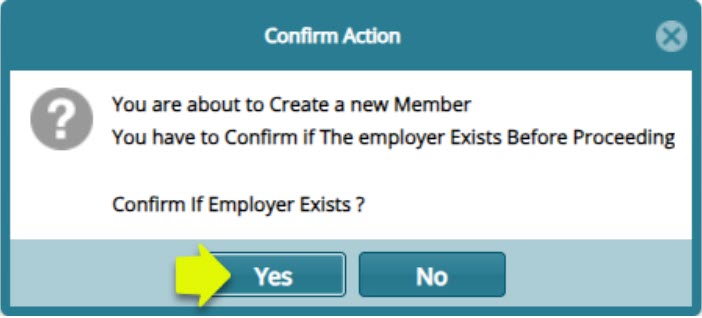 Confirm Action
You are about to Create a new Member
You have to Confirm if The employer Exists Before Proceeding
Confirm If Employer Exists ?
Yes
No